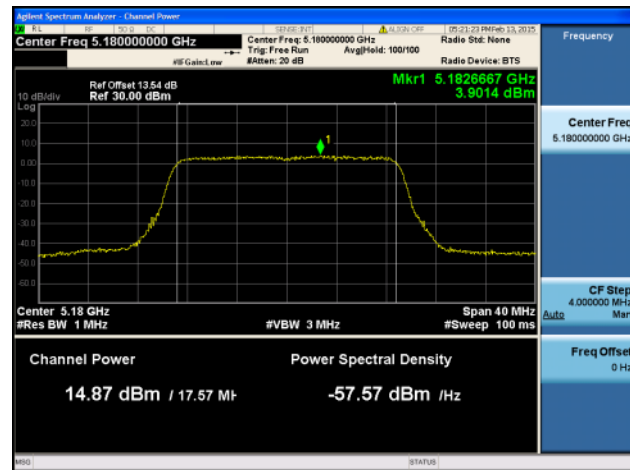 Agilent Spectrum Analyzer - Channel Power
RL RF 50 Ω DC SENSE:INT ALIGN OFF 05:21:23 PM Feb 13, 2015
Center Freq 5.180000000 GHz
Center Freq: 5.180000000 GHz
Radio Std: None
Trig: Free Run Avg|Hold: 100/100
#IFGain:Low #Atten: 20 dB Radio Device: BTS
Frequency
Mkr1 5.1826667 GHz
3.9014 dBm
Ref Offset 13.54 dB
10 dB/div Ref 30.00 dBm
Log
20.0
10.0
0.00
-10.0
-20.0
-30.0
-40.0
-50.0
-60.0
1
Center Freq
5.180000000 GHz
Center 5.18 GHz Span 40 MHz
#Res BW 1 MHz #VBW 3 MHz #Sweep 100 ms
CF Step
4.000000 MHz
Auto Man
Channel Power Power Spectral Density
14.87 dBm / 17.57 MH -57.57 dBm /Hz
Freq Offset
0 Hz
MSG STATUS